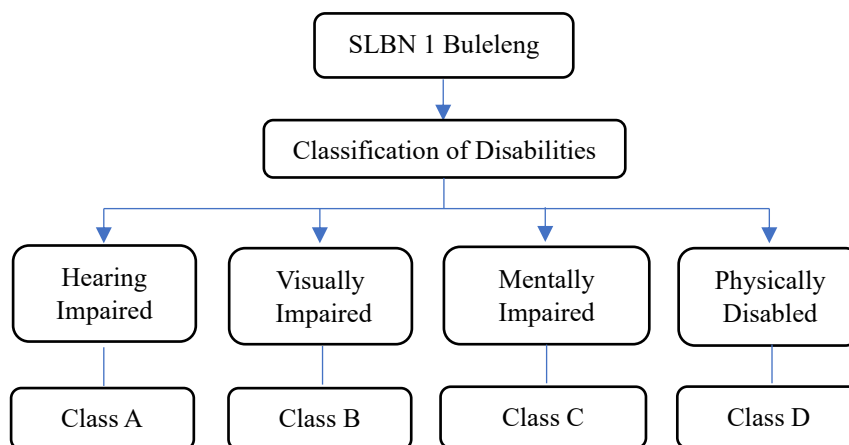 SLBN 1 Buleleng
Classification of Disabilities
Hearing
Impaired
Visually
Impaired
Mentally
Impaired
Physically
Disabled
Class A
Class B
Class C
Class D